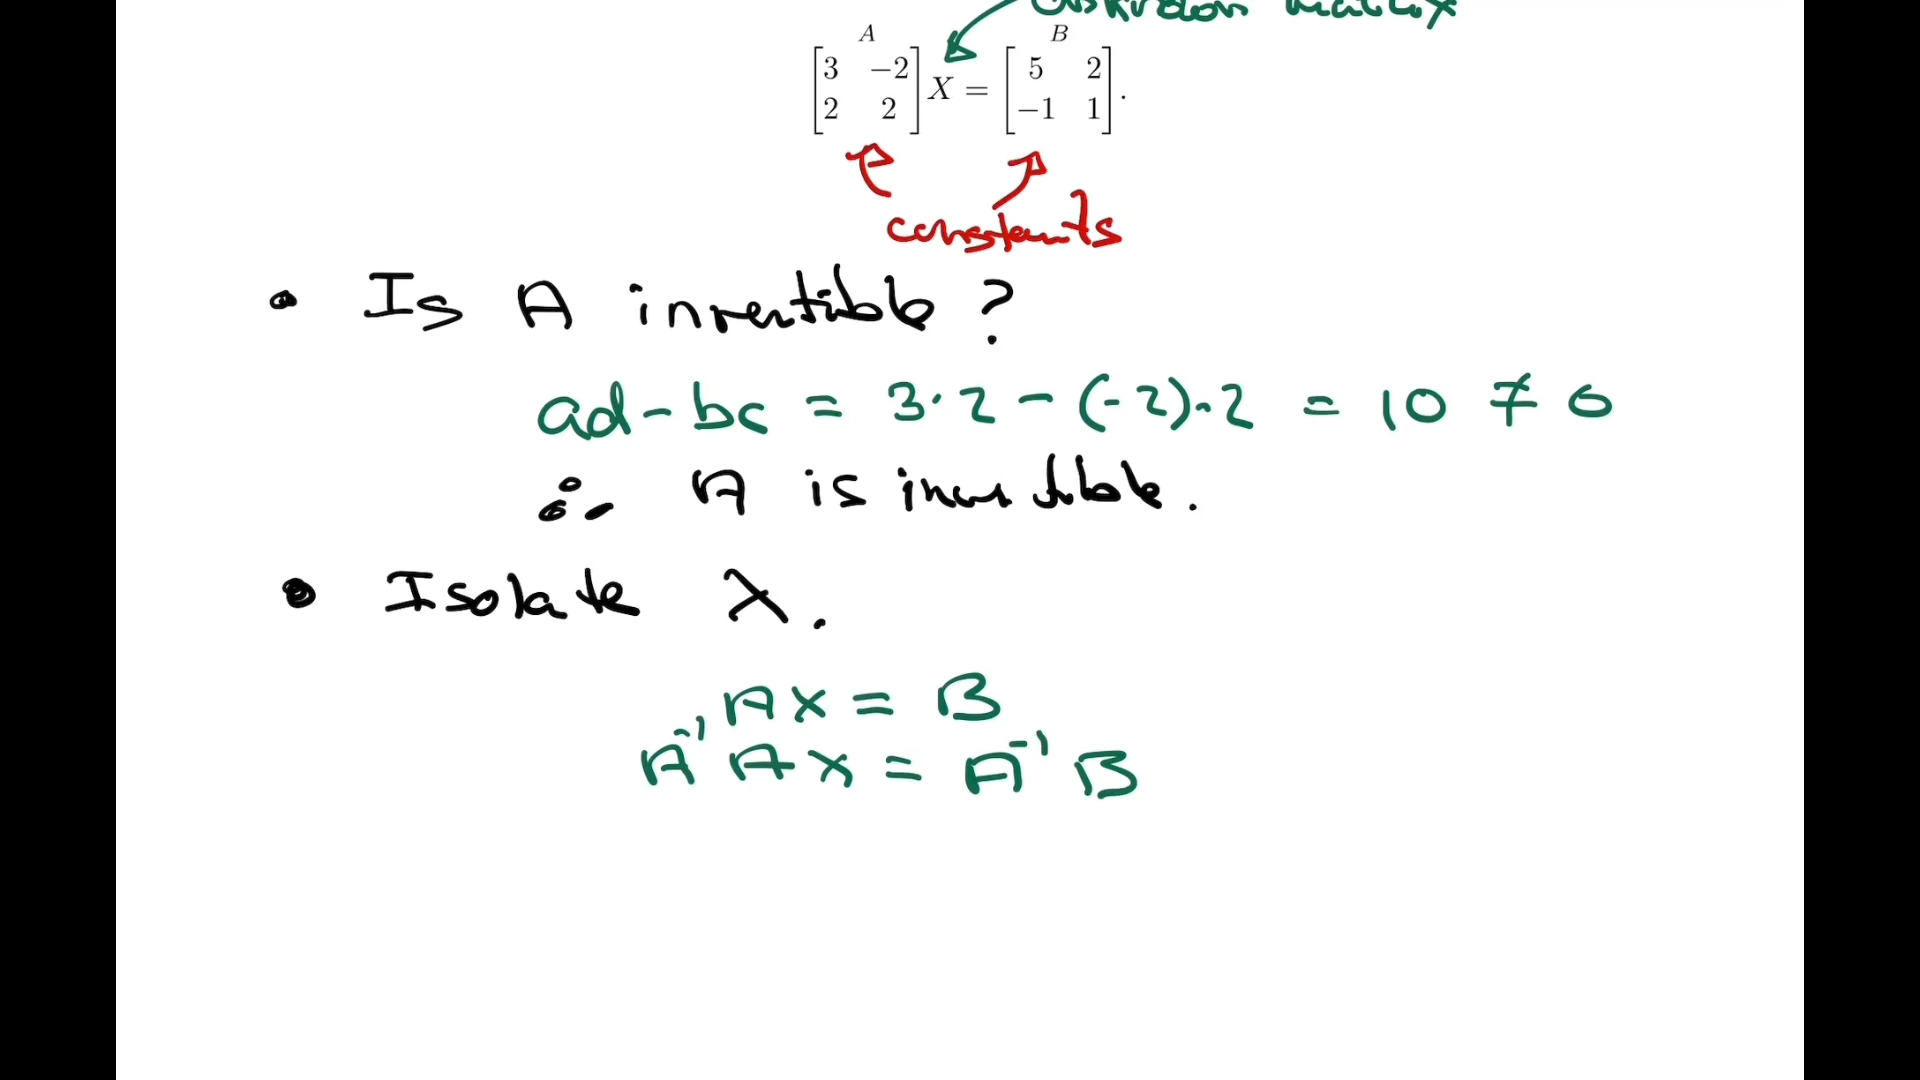 matrix
A B
[3 −2; 2 2] X = [5 2; −1 1].
constants
• Is A invertible?
ad - bc = 3·2 - (-2)·2 = 10 ≠ 0
∴ A is invertible.
• Isolate X.
AX = B
A⁻¹AX = A⁻¹B